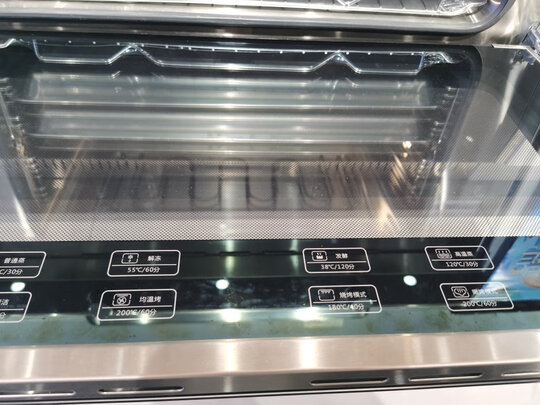 普通蒸
℃/30分
解冻
55℃/60分
发酵
38℃/120分
高温蒸
120℃/30分
均温烤
200℃/60分
烧烤模式
180℃/40分
200℃/60分